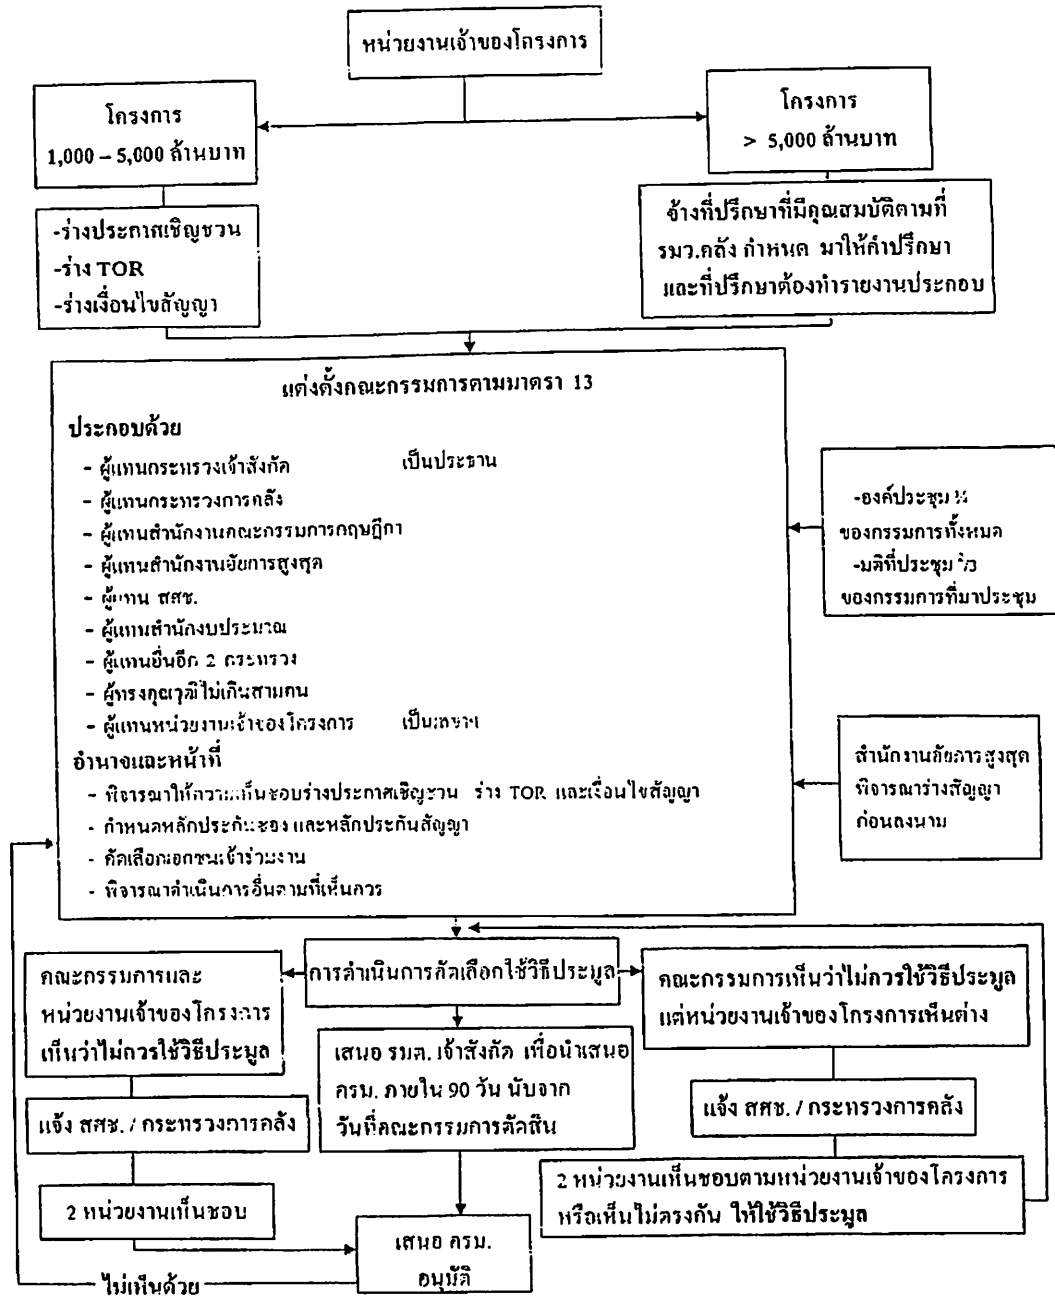 หน่วยงานเจ้าของโครงการ
โครงการ
1,000 – 5,000 ล้านบาท
โครงการ
> 5,000 ล้านบาท
-ร่างประกาศเชิญชวน
-ร่าง TOR
-ร่างเงื่อนไขสัญญา
จ้างที่ปรึกษาที่มีคุณสมบัติตามที่
รมว.คลัง กำหนด มาให้คำปรึกษา
และที่ปรึกษาต้องทำรายงานประกอบ
แต่งตั้งคณะกรรมการตามมาตรา 13
ประกอบด้วย
- ผู้แทนกระทรวงเจ้าสังกัด เป็นประธาน
- ผู้แทนกระทรวงการคลัง
- ผู้แทนสำนักงานคณะกรรมการกฤษฎีกา
- ผู้แทนสำนักงานอัยการสูงสุด
- ผู้แทน สศช.
- ผู้แทนสำนักงบประมาณ
- ผู้แทนอื่นอีก 2 กระทรวง
- ผู้ทรงคุณวุฒิไม่เกินสามคน
- ผู้แทนหน่วยงานเจ้าของโครงการ เป็นเลขาฯ
อำนาจและหน้าที่
- พิจารณาให้ความเห็นชอบร่างประกาศเชิญชวน ร่าง TOR และเงื่อนไขสัญญา
- กำหนดหลักประกันซอง และหลักประกันสัญญา
- คัดเลือกเอกชนเข้าร่วมงาน
- พิจารณาดำเนินการอื่นตามที่เห็นควร
-องค์ประชุม
ของกรรมการทั้งหมด
-มติที่ประชุม 2/3
ของกรรมการที่มาประชุม
สำนักงานอัยการสูงสุด
พิจารณาร่างสัญญา
ก่อนลงนาม
คณะกรรมการและ
หน่วยงานเจ้าของโครงการ
เห็นว่าไม่ควรใช้วิธีประมูล
การดำเนินการคัดเลือกใช้วิธีประมูล
คณะกรรมการเห็นว่าไม่ควรใช้วิธีประมูล
แต่หน่วยงานเจ้าของโครงการเห็นต่าง
เสนอ รมต. เจ้าสังกัด เพื่อนำเสนอ
ครม. ภายใน 90 วัน นับจาก
วันที่คณะกรรมการตัดสิน
แจ้ง สศช. / กระทรวงการคลัง
แจ้ง สศช. / กระทรวงการคลัง
2 หน่วยงานเห็นชอบ
2 หน่วยงานเห็นชอบตามหน่วยงานเจ้าของโครงการ
หรือเห็นไม่ตรงกัน ให้ใช้วิธีประมูล
เสนอ ครม.
อนุมัติ
ไม่เห็นด้วย